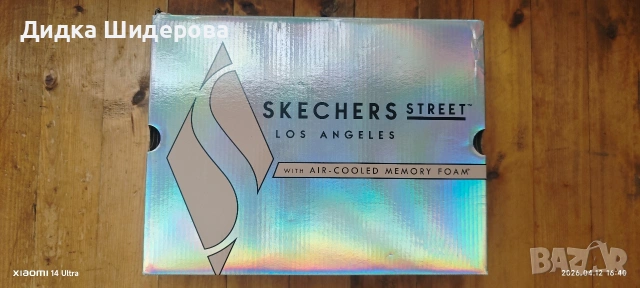 Дидка Шидерова
SKECHERS STREET™
LOS ANGELES
WITH AIR-COOLED MEMORY FOAM®
xiaomi 14 Ultra
BAZAR
2026.04.12 16:40